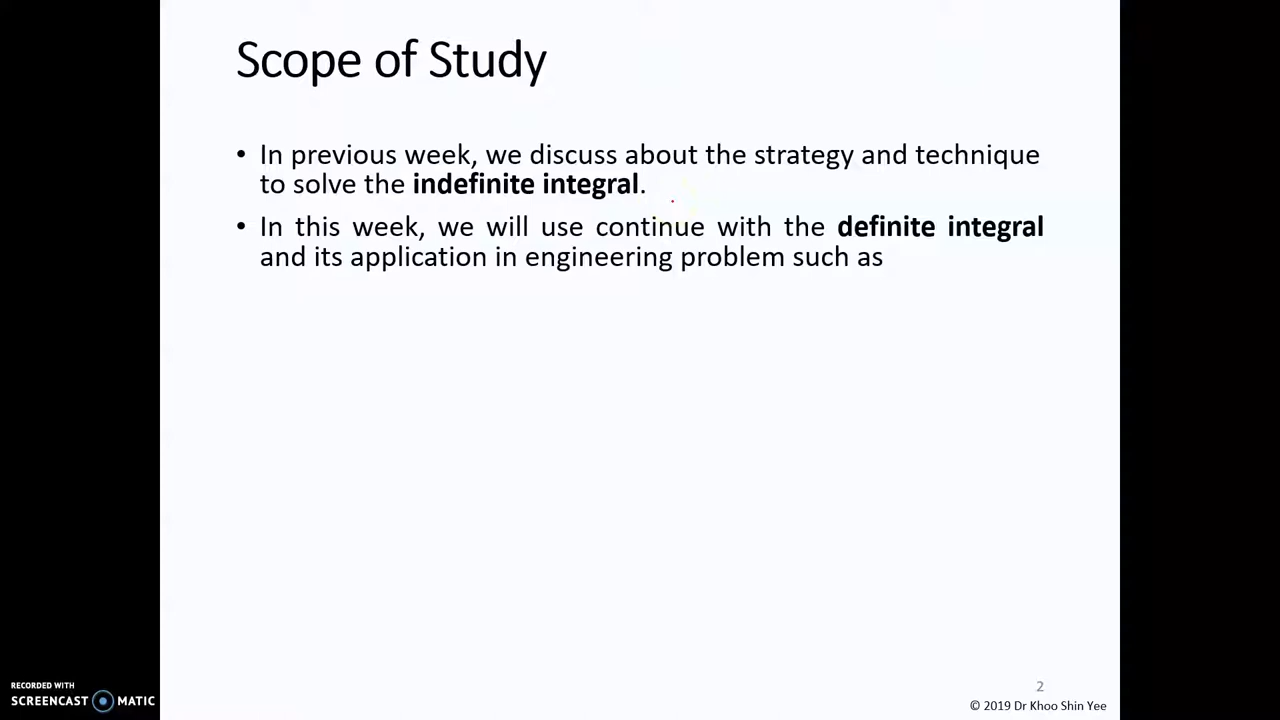 Scope of Study
• In previous week, we discuss about the strategy and technique
to solve the indefinite integral.
• In this week, we will use continue with the definite integral
and its application in engineering problem such as
2
© 2019 Dr Khoo Shin Yee
RECORDED WITH
SCREENCAST MATIC